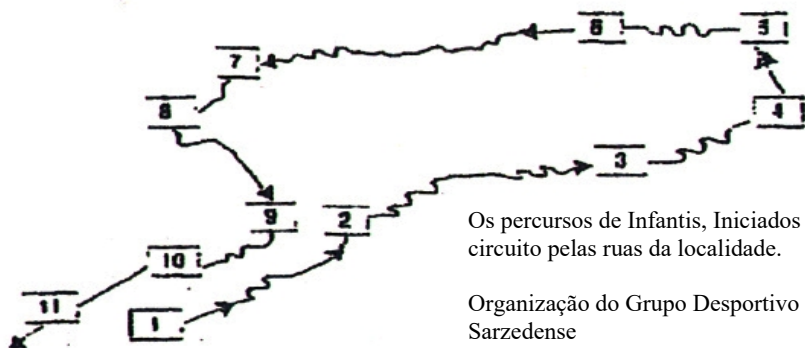 6 5
7
8 4
3
9 2
10
11 1
Os percursos de Infantis, Iniciados
circuito pelas ruas da localidade.
Organização do Grupo Desportivo
Sarzedense